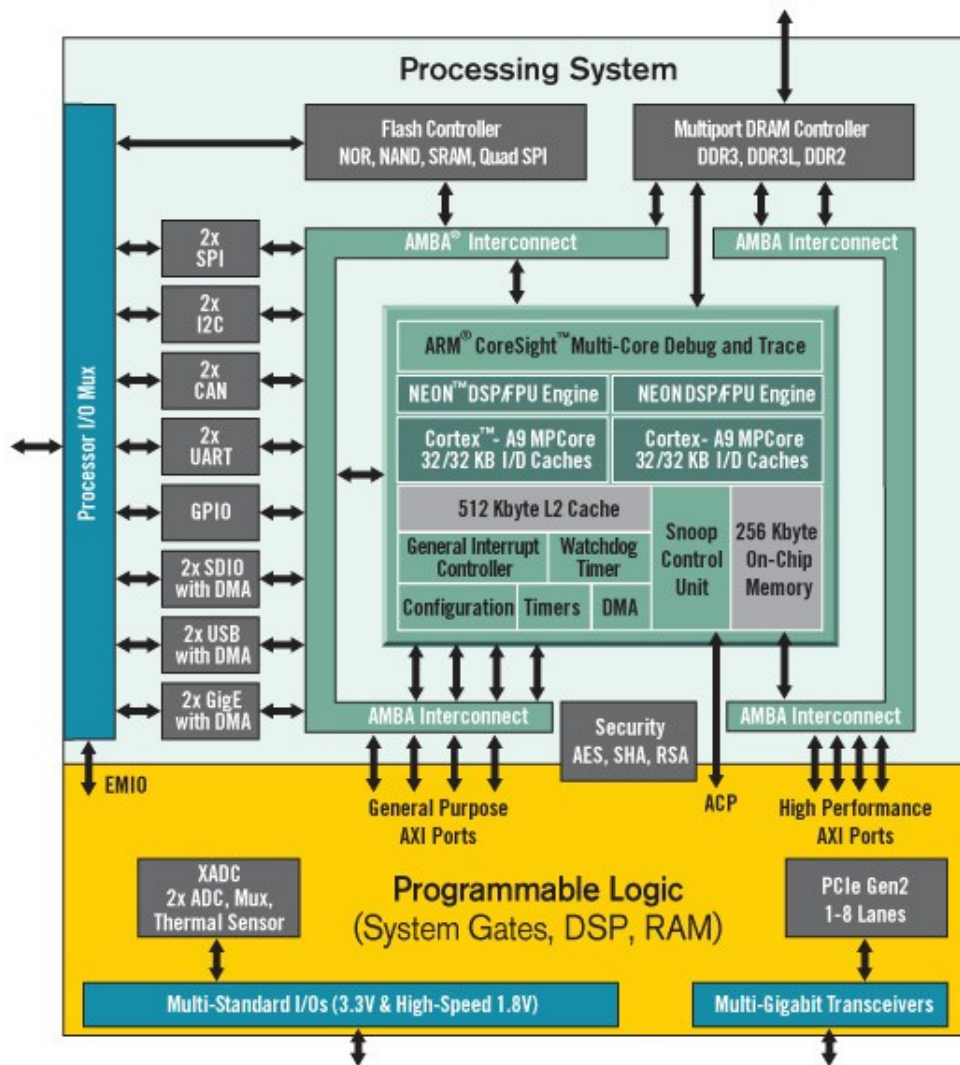 Processing System
Flash Controller
NOR, NAND, SRAM, Quad SPI
Multiport DRAM Controller
DDR3, DDR3L, DDR2
Processor I/O Mux
2x
SPI
2x
I2C
2x
CAN
2x
UART
GPIO
2x SDIO
with DMA
2x USB
with DMA
2x GigE
with DMA
AMBA® Interconnect
AMBA Interconnect
ARM® CoreSight™ Multi-Core Debug and Trace
NEON™ DSP/FPU Engine
NEON DSP/FPU Engine
Cortex™- A9 MPCore
32/32 KB I/D Caches
Cortex- A9 MPCore
32/32 KB I/D Caches
512 Kbyte L2 Cache
General Interrupt
Controller
Watchdog
Timer
Configuration
Timers
DMA
Snoop
Control
Unit
256 Kbyte
On-Chip
Memory
AMBA Interconnect
AMBA Interconnect
Security
AES, SHA, RSA
EMIO
General Purpose
AXI Ports
ACP
High Performance
AXI Ports
XADC
2x ADC, Mux,
Thermal Sensor
Programmable Logic
(System Gates, DSP, RAM)
PCIe Gen2
1-8 Lanes
Multi-Standard I/Os (3.3V & High-Speed 1.8V)
Multi-Gigabit Transceivers